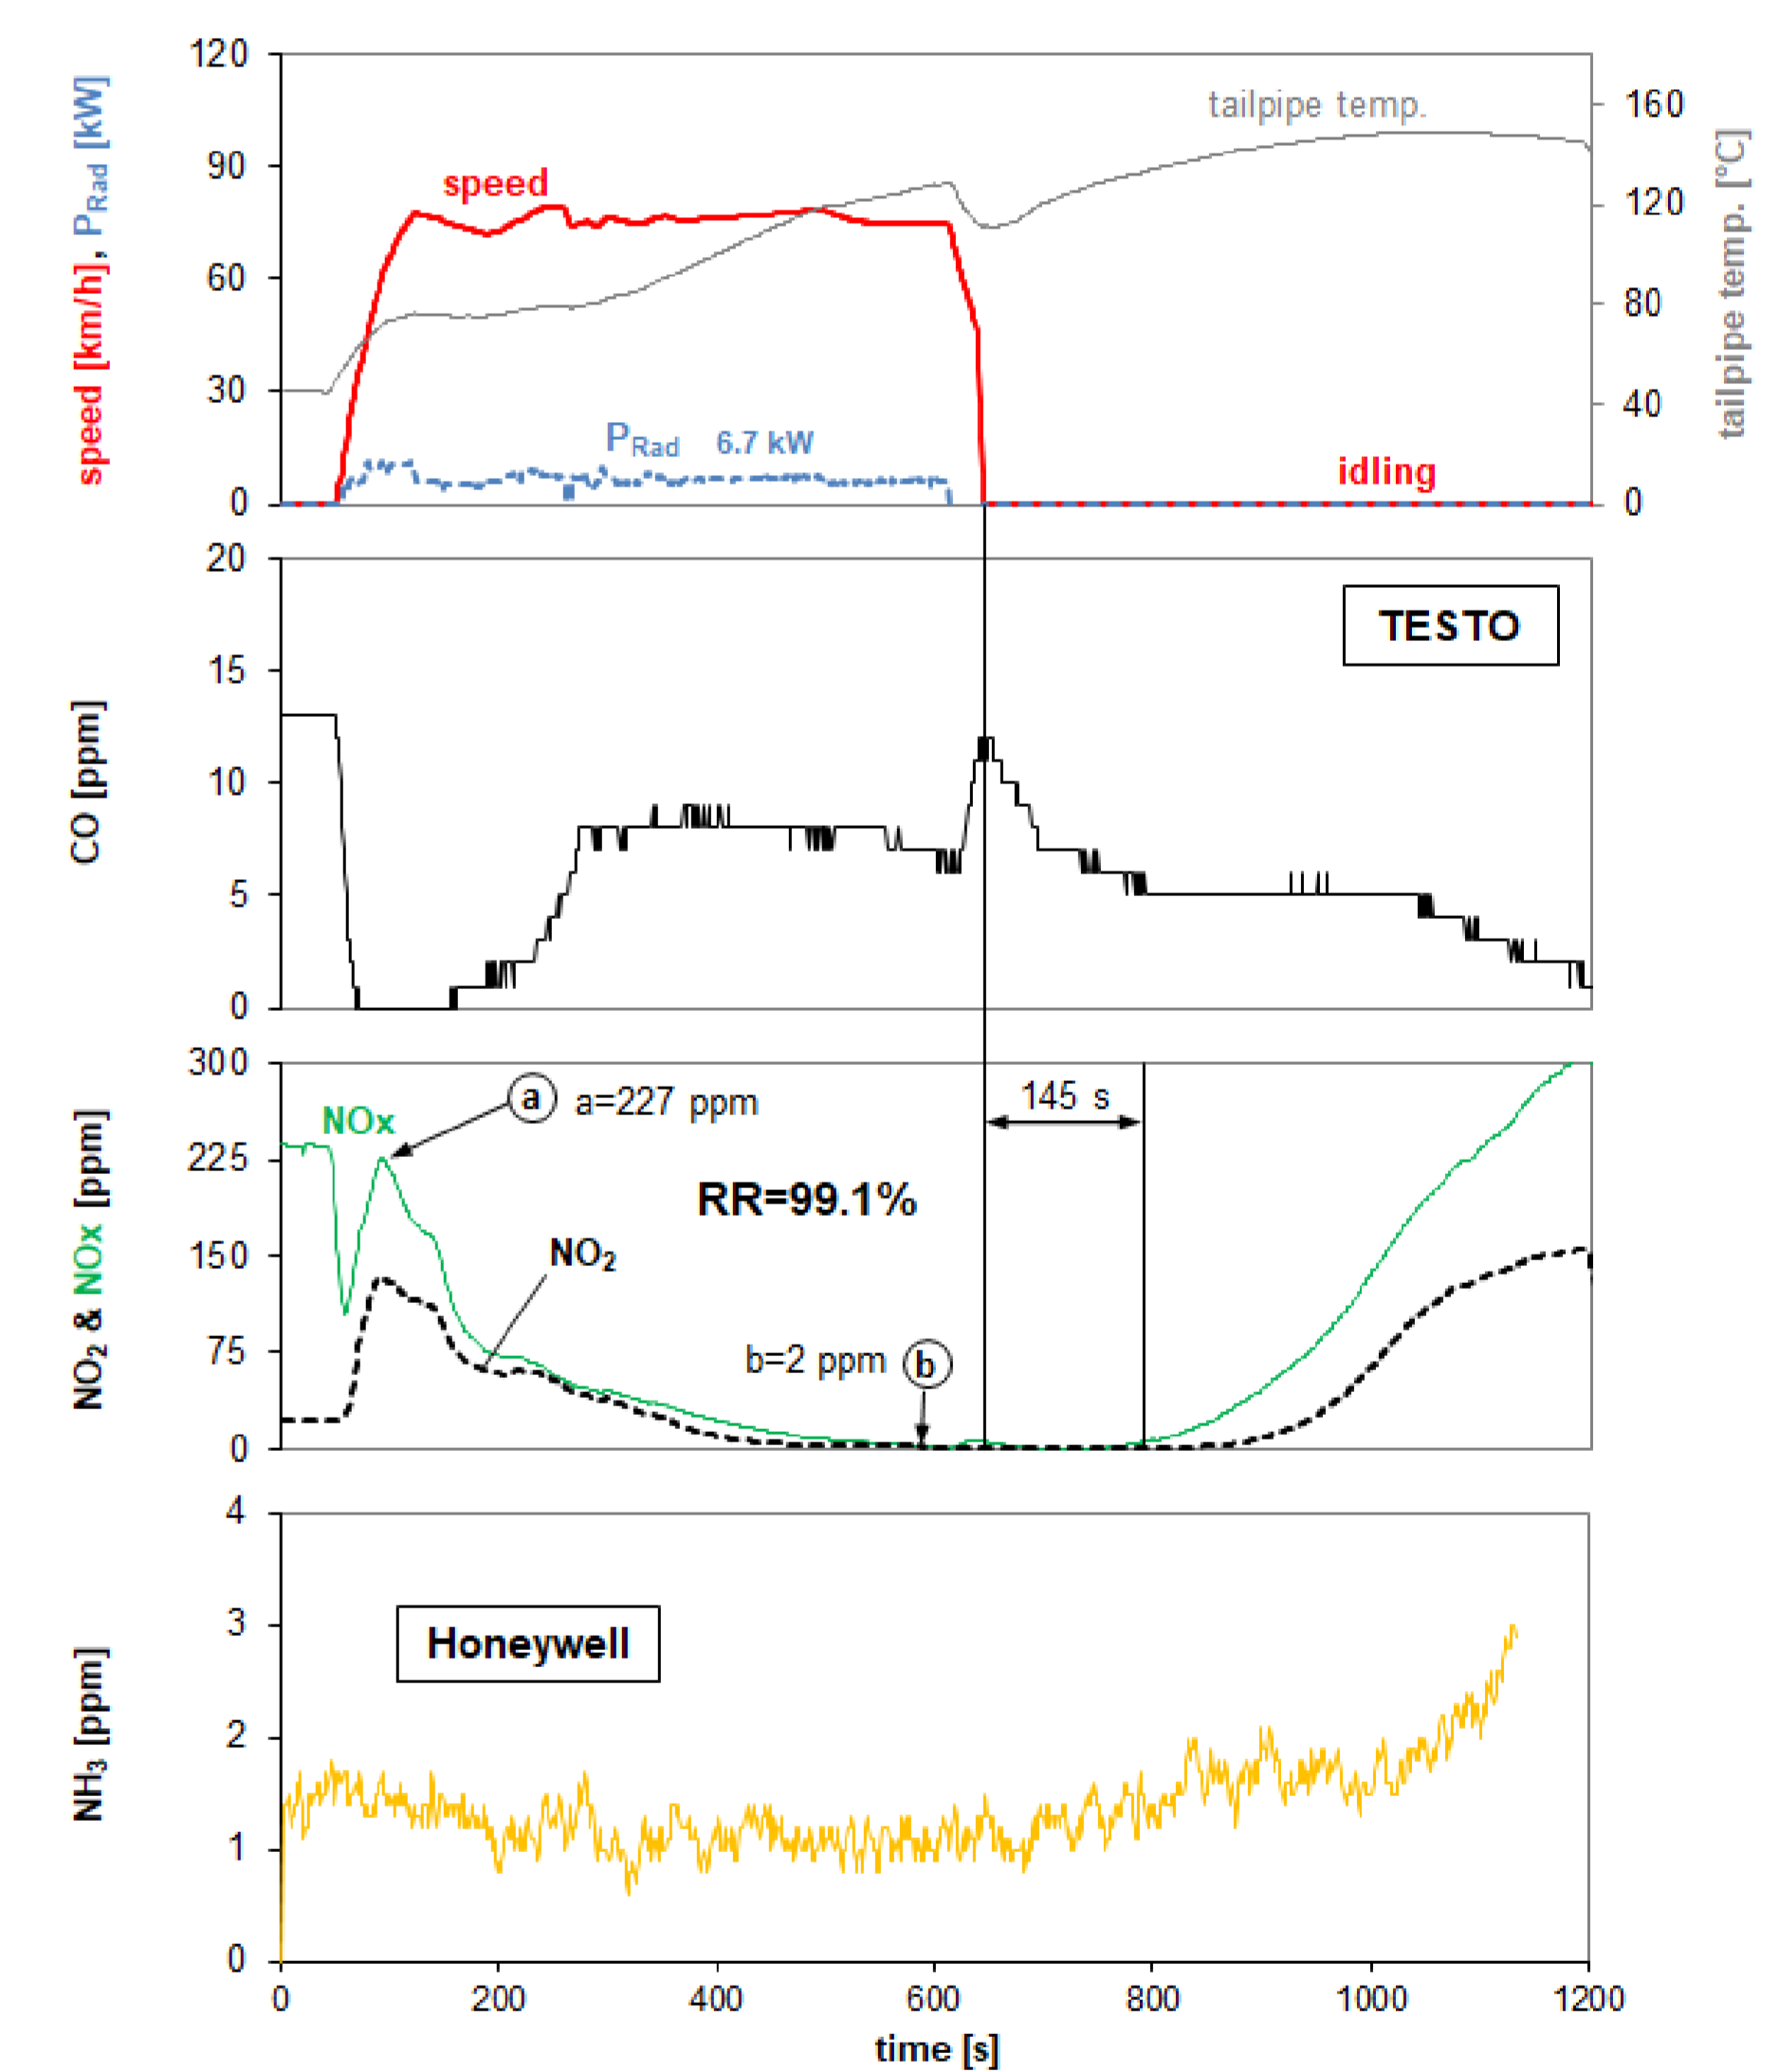 speed [km/h], PRad [kW]
120
90
60
30
0
speed
tailpipe temp.
PRad 6.7 kW
idling
160
120
80
40
0
tailpipe temp. [°C]
CO [ppm]
20
15
10
5
0
TESTO
NO2 & NOx [ppm]
300
225
150
75
0
NOx
a a=227 ppm
145 s
RR=99.1%
NO2
b=2 ppm b
NH3 [ppm]
4
3
2
1
0
Honeywell
0 200 400 600 800 1000 1200
time [s]